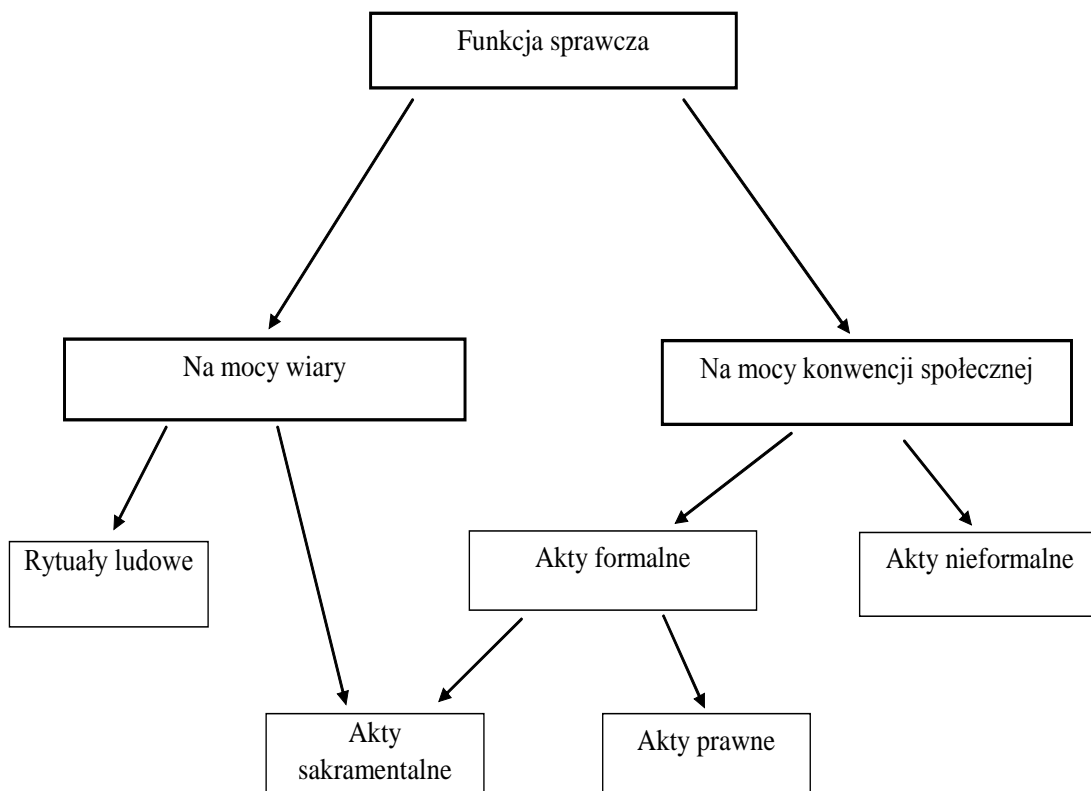 Funkcja sprawcza
Na mocy wiary
Na mocy konwencji społecznej
Rytuały ludowe
Akty formalne
Akty nieformalne
Akty
sakramentalne
Akty prawne